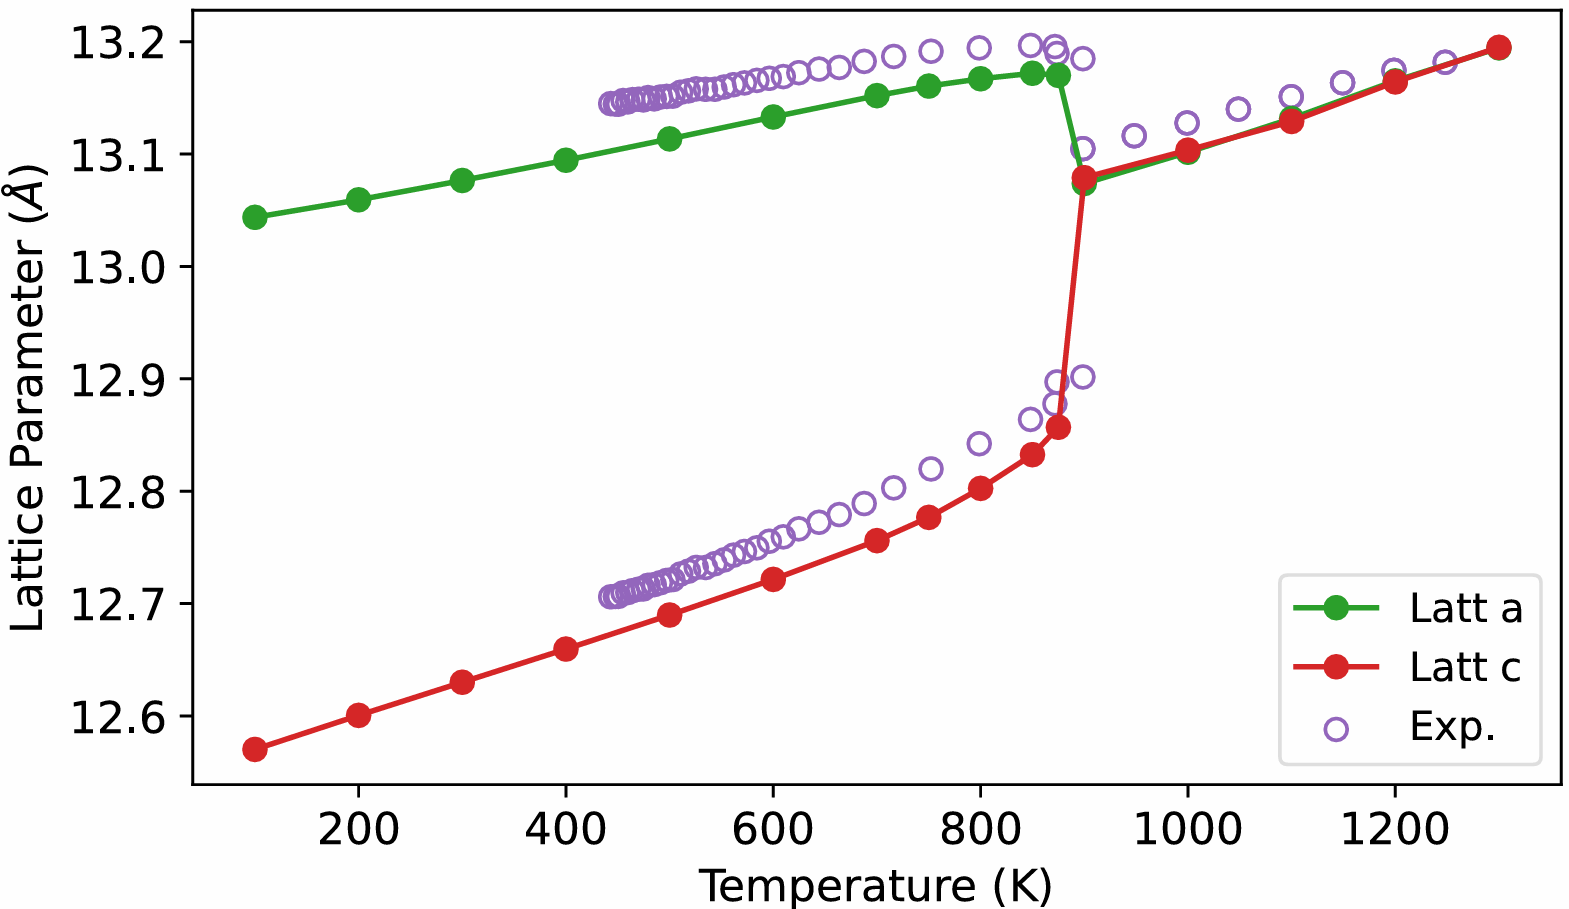 13.2
13.1
13.0
12.9
12.8
12.7
12.6
Lattice Parameter (Å)
200 400 600 800 1000 1200
Temperature (K)
Latt a
Latt c
Exp.